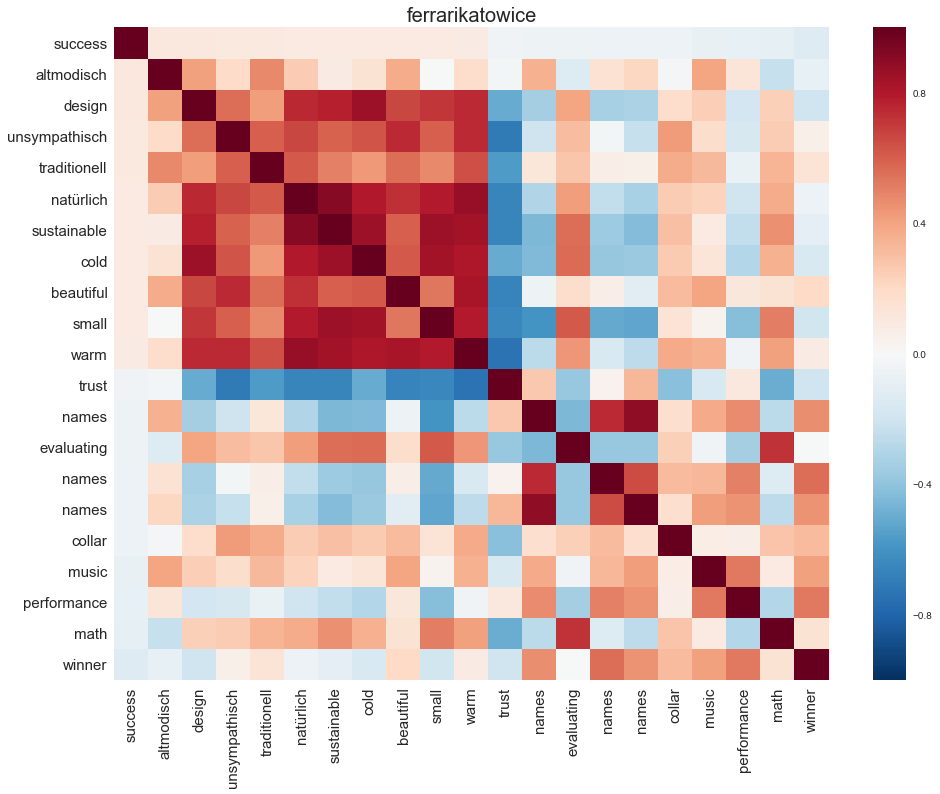 ferrarikatowice
success
altmodisch
design
unsympathisch
traditionell
natürlich
sustainable
cold
beautiful
small
warm
trust
names
evaluating
names
names
collar
music
performance
math
winner
success
altmodisch
design
unsympathisch
traditionell
natürlich
sustainable
cold
beautiful
small
warm
trust
names
evaluating
names
names
collar
music
performance
math
winner
0.8
0.4
0.0
−0.4
−0.8